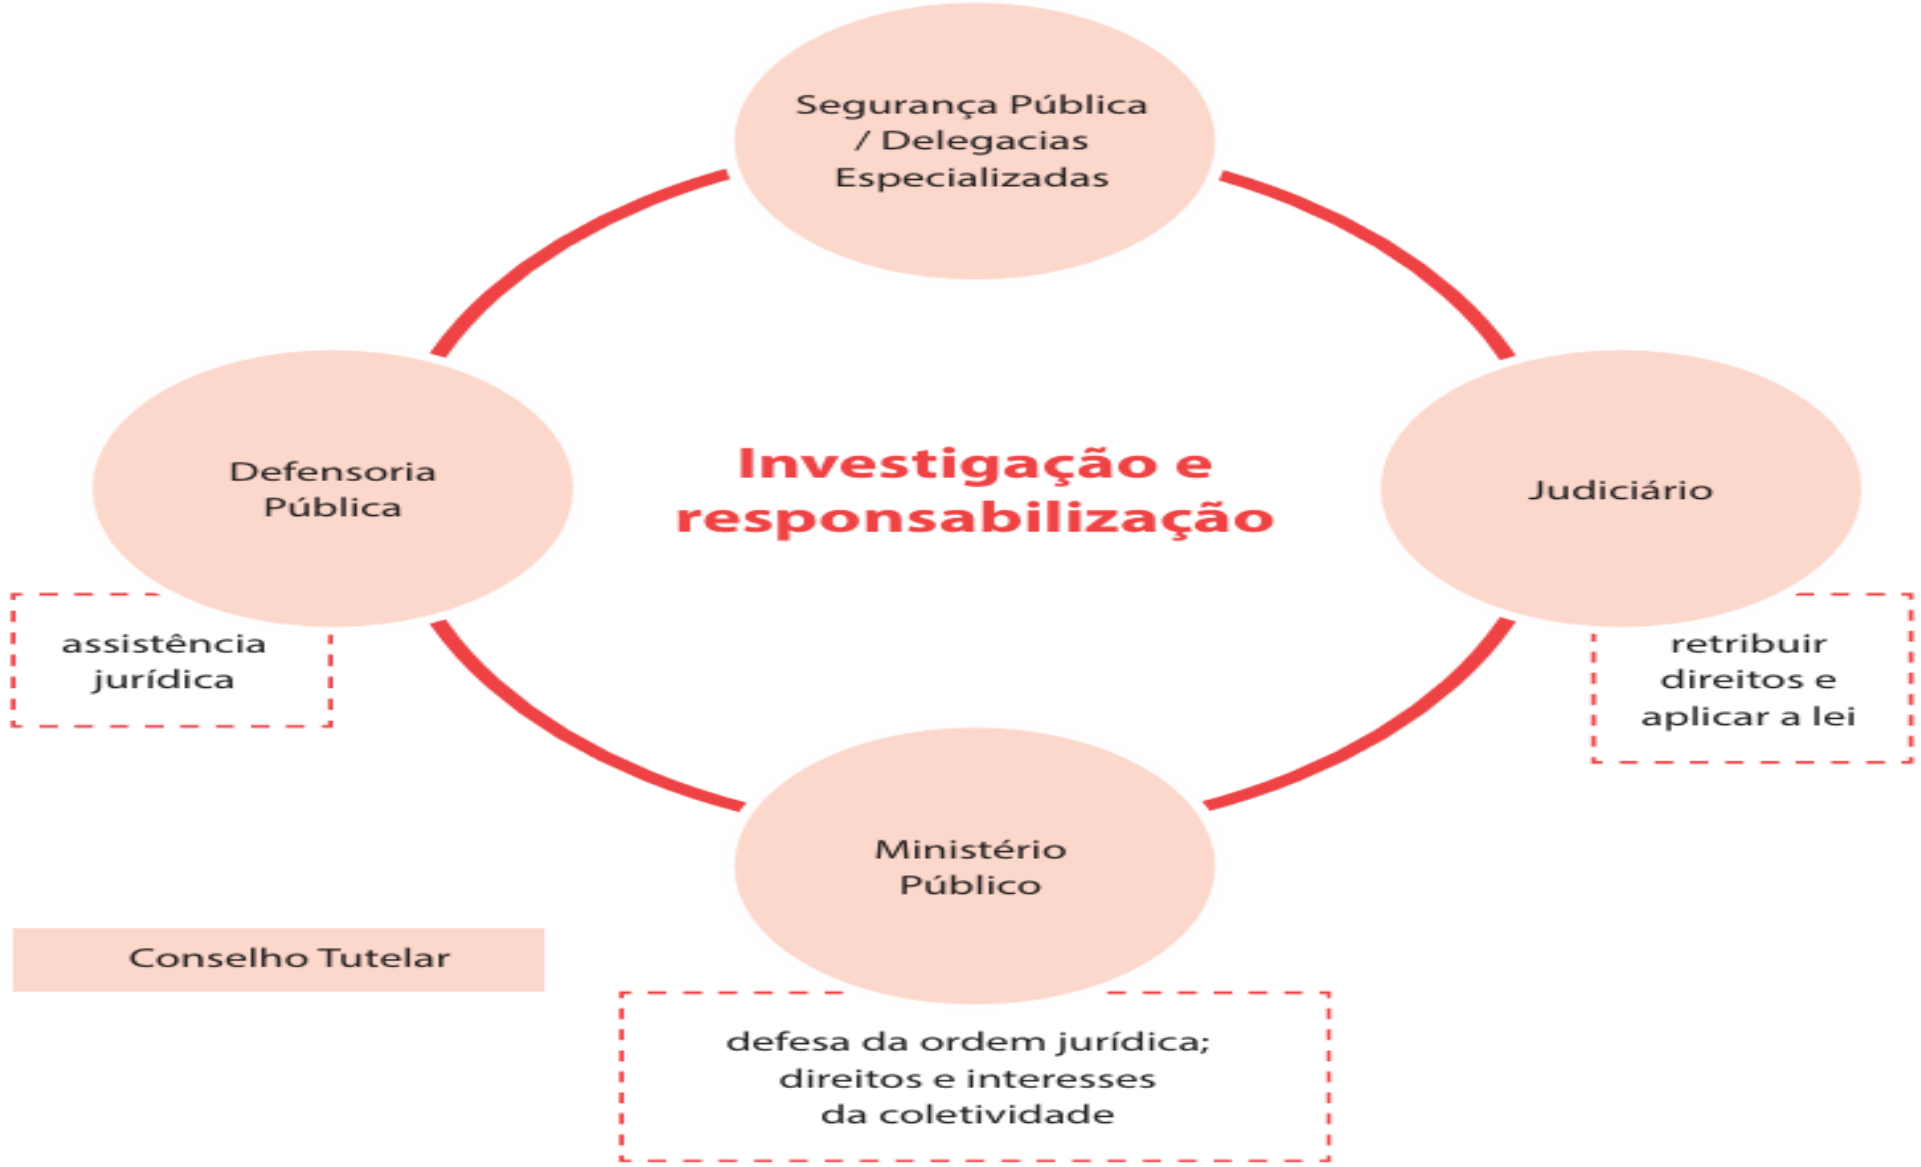 Segurança Pública
/ Delegacias
Especializadas
Defensoria
Pública
Investigação e
responsabilização
Judiciário
assistência
jurídica
retribuir
direitos e
aplicar a lei
Ministério
Público
Conselho Tutelar
defesa da ordem jurídica;
direitos e interesses
da coletividade